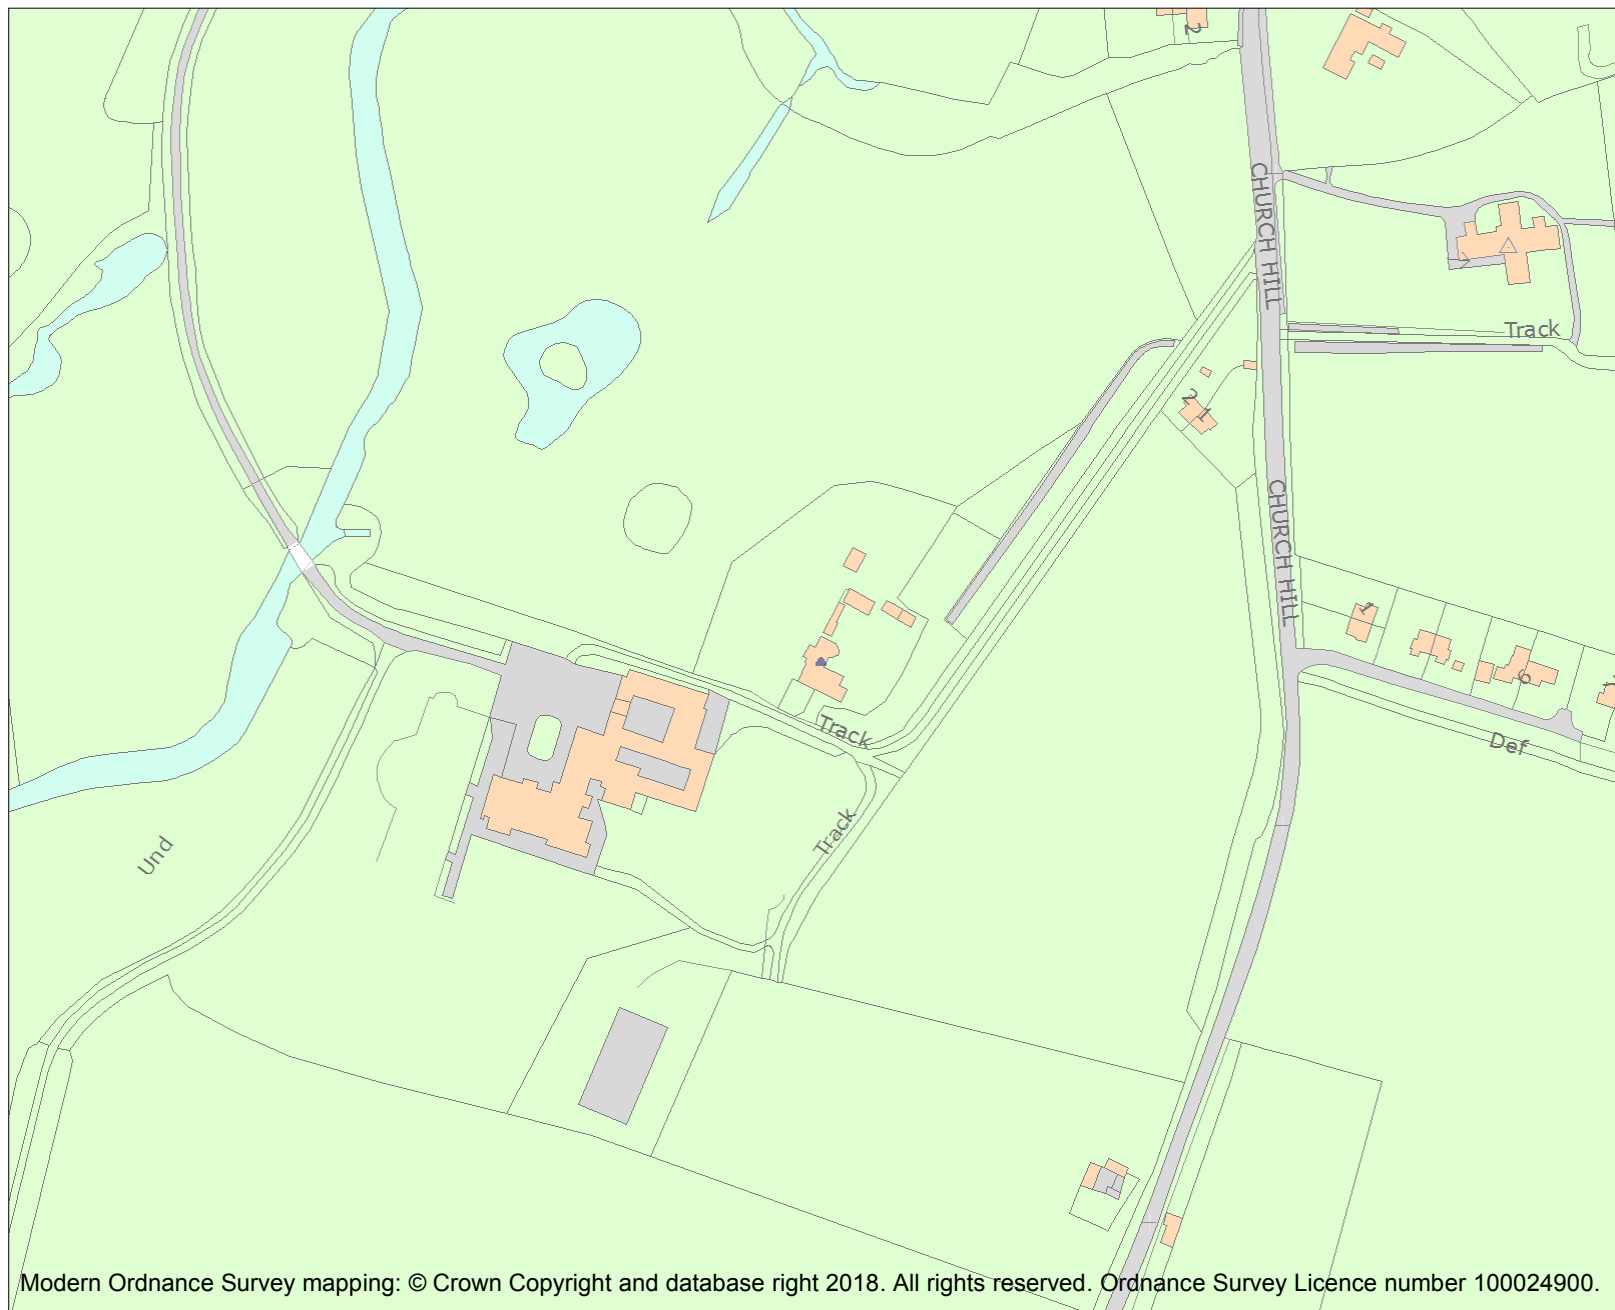 2
CHURCH HILL
Track
2
1
CHURCH HILL
1
6
Track
Def
Track
Und
Modern Ordnance Survey mapping: © Crown Copyright and database right 2018. All rights reserved. Ordnance Survey Licence number 100024900.